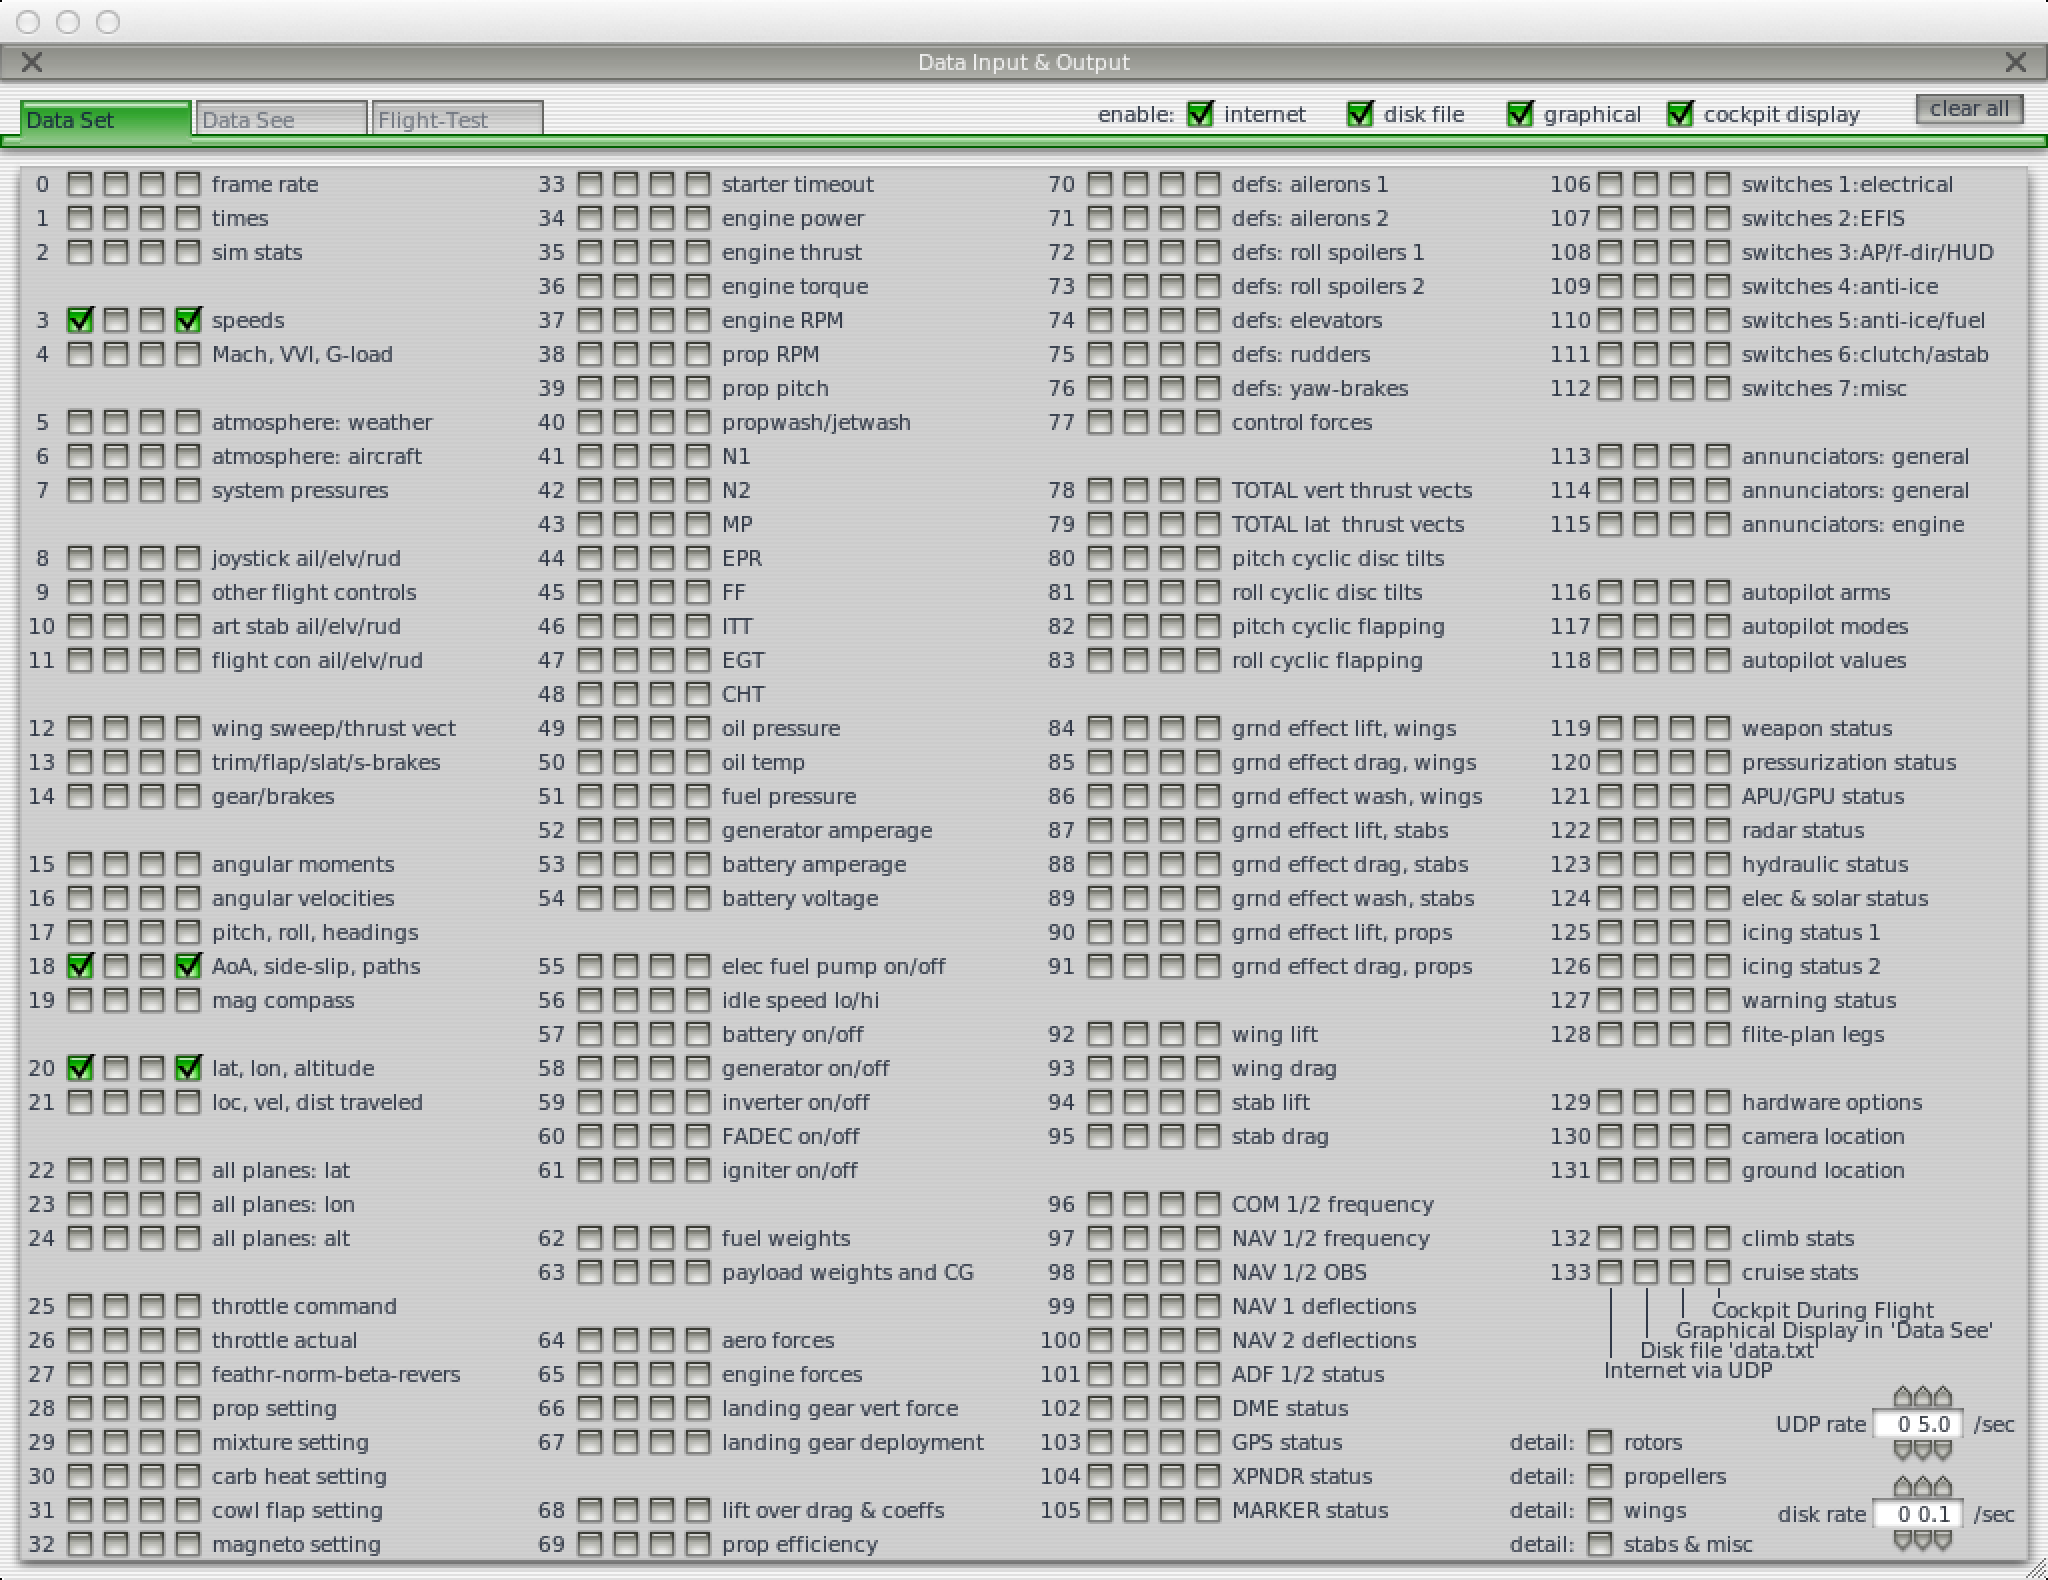 Data Input & Output
Data Set
Data See
Flight-Test
enable:
internet
disk file
graphical
cockpit display
clear all
0 frame rate
1 times
2 sim stats
3 speeds
4 Mach, VVI, G-load
5 atmosphere: weather
6 atmosphere: aircraft
7 system pressures
8 joystick ail/elv/rud
9 other flight controls
10 art stab ail/elv/rud
11 flight con ail/elv/rud
12 wing sweep/thrust vect
13 trim/flap/slat/s-brakes
14 gear/brakes
15 angular moments
16 angular velocities
17 pitch, roll, headings
18 AoA, side-slip, paths
19 mag compass
20 lat, lon, altitude
21 loc, vel, dist traveled
22 all planes: lat
23 all planes: lon
24 all planes: alt
25 throttle command
26 throttle actual
27 feathr-norm-beta-revers
28 prop setting
29 mixture setting
30 carb heat setting
31 cowl flap setting
32 magneto setting
33 starter timeout
34 engine power
35 engine thrust
36 engine torque
37 engine RPM
38 prop RPM
39 prop pitch
40 propwash/jetwash
41 N1
42 N2
43 MP
44 EPR
45 FF
46 ITT
47 EGT
48 CHT
49 oil pressure
50 oil temp
51 fuel pressure
52 generator amperage
53 battery amperage
54 battery voltage
55 elec fuel pump on/off
56 idle speed lo/hi
57 battery on/off
58 generator on/off
59 inverter on/off
60 FADEC on/off
61 igniter on/off
62 fuel weights
63 payload weights and CG
64 aero forces
65 engine forces
66 landing gear vert force
67 landing gear deployment
68 lift over drag & coeffs
69 prop efficiency
70 defs: ailerons 1
71 defs: ailerons 2
72 defs: roll spoilers 1
73 defs: roll spoilers 2
74 defs: elevators
75 defs: rudders
76 defs: yaw-brakes
77 control forces
78 TOTAL vert thrust vects
79 TOTAL lat  thrust vects
80 pitch cyclic disc tilts
81 roll cyclic disc tilts
82 pitch cyclic flapping
83 roll cyclic flapping
84 grnd effect lift, wings
85 grnd effect drag, wings
86 grnd effect wash, wings
87 grnd effect lift, stabs
88 grnd effect drag, stabs
89 grnd effect wash, stabs
90 grnd effect lift, props
91 grnd effect drag, props
92 wing lift
93 wing drag
94 stab lift
95 stab drag
96 COM 1/2 frequency
97 NAV 1/2 frequency
98 NAV 1/2 OBS
99 NAV 1 deflections
100 NAV 2 deflections
101 ADF 1/2 status
102 DME status
103 GPS status
104 XPNDR status
105 MARKER status
106 switches 1:electrical
107 switches 2:EFIS
108 switches 3:AP/f-dir/HUD
109 switches 4:anti-ice
110 switches 5:anti-ice/fuel
111 switches 6:clutch/astab
112 switches 7:misc
113 annunciators: general
114 annunciators: general
115 annunciators: engine
116 autopilot arms
117 autopilot modes
118 autopilot values
119 weapon status
120 pressurization status
121 APU/GPU status
122 radar status
123 hydraulic status
124 elec & solar status
125 icing status 1
126 icing status 2
127 warning status
128 flite-plan legs
129 hardware options
130 camera location
131 ground location
132 climb stats
133 cruise stats
Cockpit During Flight
Graphical Display in 'Data See'
Disk file 'data.txt'
Internet via UDP
UDP rate 0 5.0 /sec
detail: rotors
detail: propellers
detail: wings
disk rate 0 0.1 /sec
detail: stabs & misc